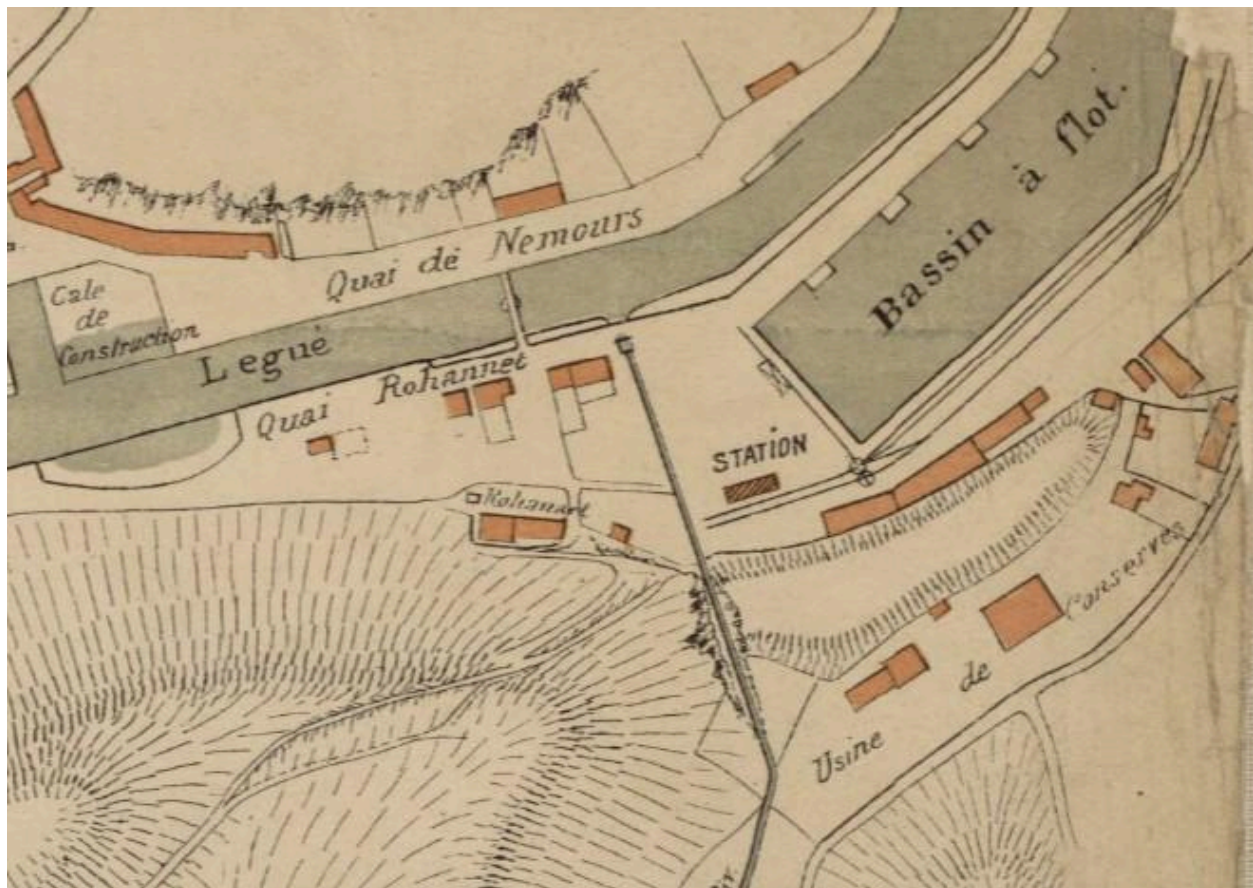 Bassin à flot.
Quai de Nemours
Cale
de
Construction
Legué
Quai Rohannet
STATION
Rohannet
Usine de Conserves